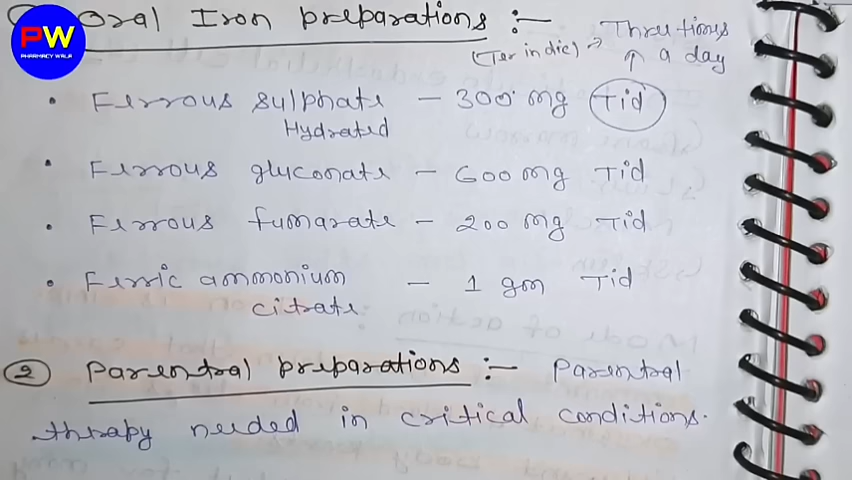 PW
PHARMACY WALA
Oral Iron preparations :-
(Ter in die) → Three times
a day
• Ferrous sulphate - 300 mg Tid
Hydrated
• Ferrous gluconate - 600 mg Tid
• Ferrous fumarate - 200 mg Tid
• Ferric ammonium - 1 gm Tid
citrate
② Parentral preparations :- Parentral
therapy needed in critical conditions.